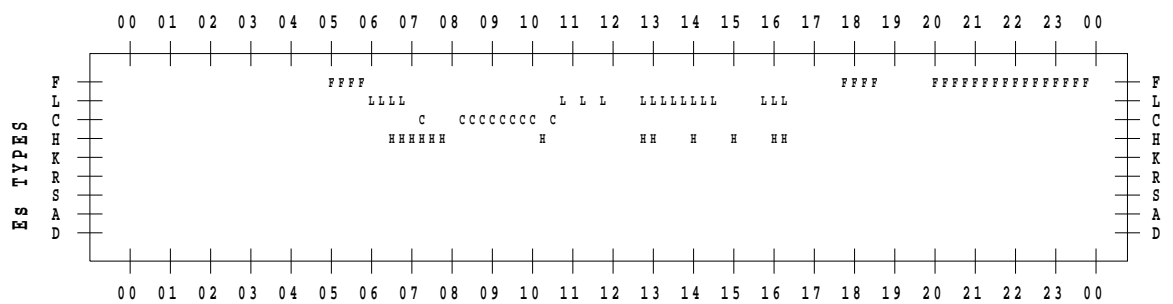 00 01 02 03 04 05 06 07 08 09 10 11 12 13 14 15 16 17 18 19 20 21 22 23 00
F FFFF FFFF FFFFFFFFFFFFFFFF F
L LLLL L L L LLLLLLLL LLL L
C C CCCCCCCC C C
H HHHHHH H HH H H HH H
K K
R R
S S
A A
D D
Es TYPES
00 01 02 03 04 05 06 07 08 09 10 11 12 13 14 15 16 17 18 19 20 21 22 23 00